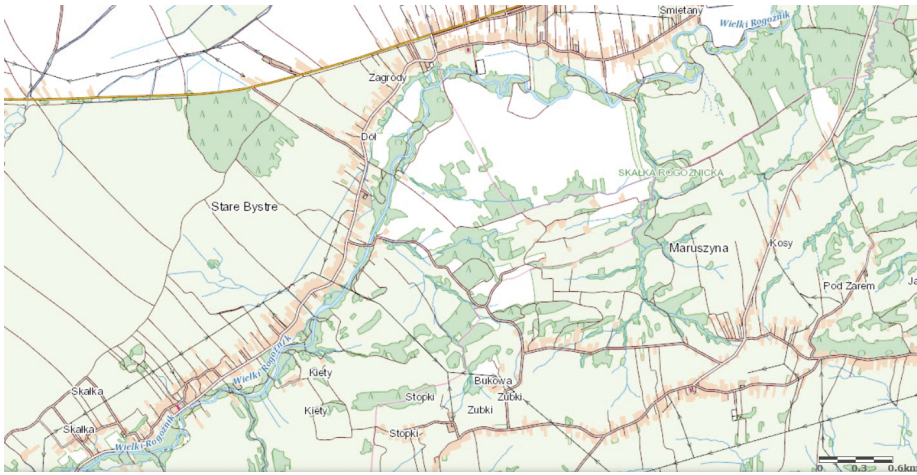 Śmietany
Wielki Rogoźnik
Zagrody
Dół
SKAŁKA ROGOŹNICKA
Stare Bystre
Maruszyna
Kosy
Pod Zarem
Wielki Rogoźnik
Kiety
Bukowa
Skałka
Stopki
Zubki
Kiety
Zubki
Skałka
Stopki
Wielki-Rogoźnik
0 0.3 0.6km